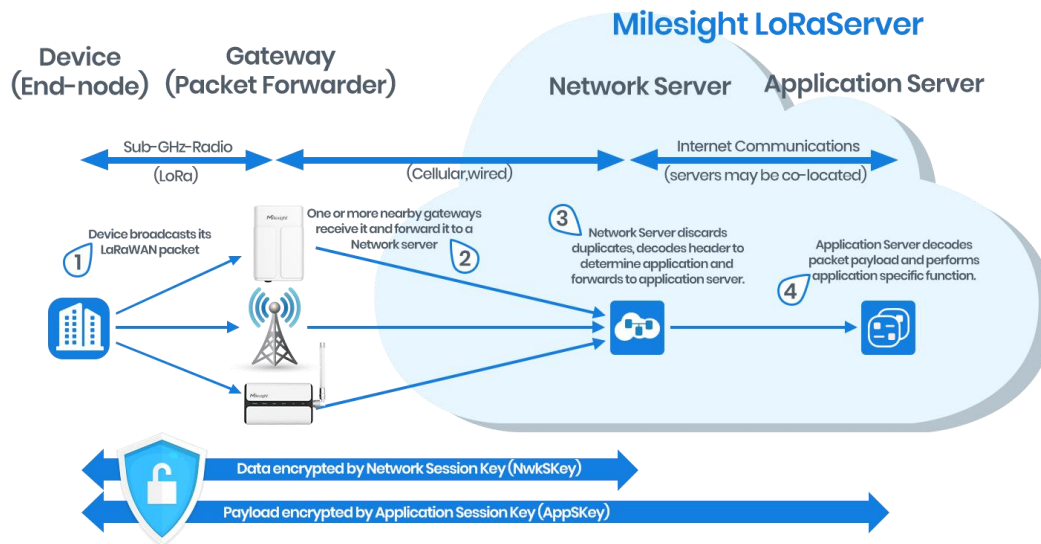 Milesight LoRaServer
Device
(End-node)
Gateway
(Packet Forwarder)
Network Server
Application Server
Sub-GHz-Radio
(LoRa)
(Cellular,wired)
Internet Communications
(servers may be co-located)
1
Device broadcasts its
LaRaWAN packet
Milesight
One or more nearby gateways
receive it and forward it to a
Network server
2
3
Network Server discards
duplicates, decodes header to
determine application and
forwards to application server.
Application Server decodes
packet payload and performs
application specific function.
4
Milesight
Data encrypted by Network Session Key (NwkSKey)
Payload encrypted by Application Session Key (AppSKey)